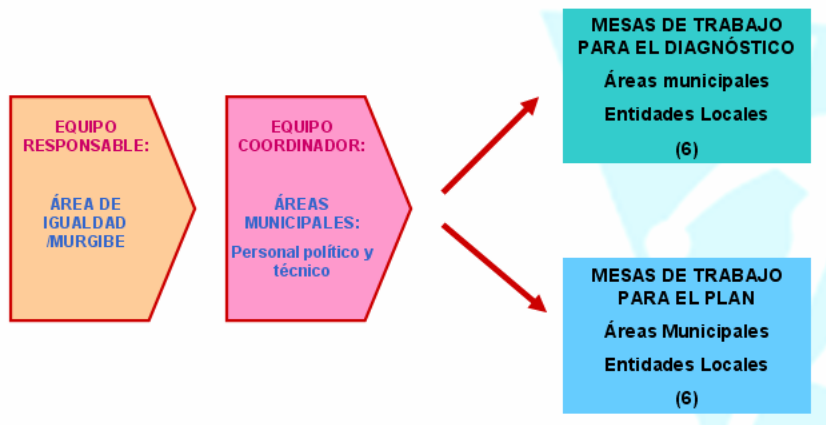 EQUIPO
RESPONSABLE:
ÁREA DE
IGUALDAD
/MURGIBE
EQUIPO
COORDINADOR:
ÁREAS
MUNICIPALES:
Personal político y
técnico
MESAS DE TRABAJO
PARA EL DIAGNÓSTICO
Áreas municipales
Entidades Locales
(6)
MESAS DE TRABAJO
PARA EL PLAN
Áreas Municipales
Entidades Locales
(6)